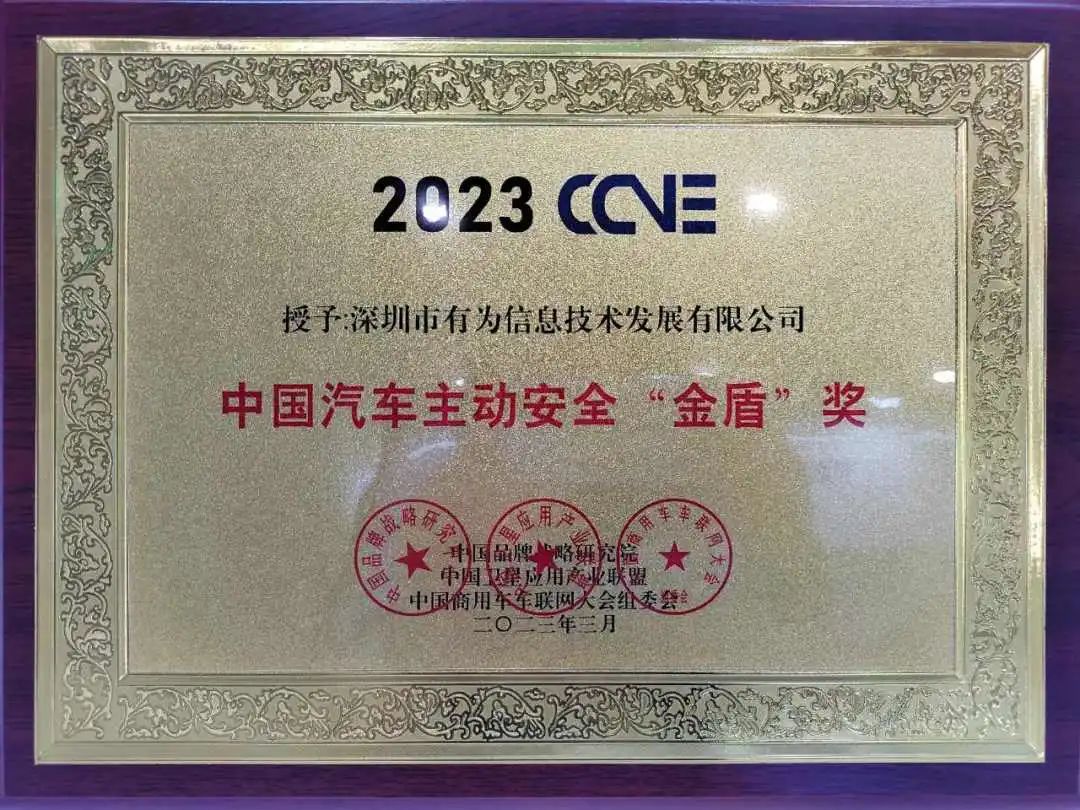 2023 CCVE
授予:深圳市有为信息技术发展有限公司
中国汽车主动安全“金盾”奖
中国品牌战略研究院
中国卫星应用产业联盟
中国商用车车联网大会组委会
二〇二三年三月